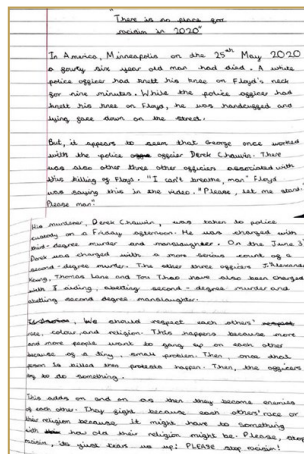 "There is no place for
racism in 2020"
In America, Minneapolis on the 25th May 2020
a fourty six year old man had died. A white
police officer had knelt his knee on Floyd's neck
for nine minutes. While the police officer had
knelt his knee on Floyd, he was handcuffed and
lying face down on the street.
But, it appears to seem that George once worked
with the police officer Derek Chauvin. There
was also other three other officers associated with
this killing of Floyd. "I can't breathe man" Floyd
was saying this in the video. "Please, let me stand.
Please man"
His murderer, Derek Chauvin, was taken to police
custody on a Friday afternoon. He was charged with
third-degree murder and manslaughter. On the June 3
Derek was charged with a more serious count of a
second-degree murder. The other three officers
Kueng, Thomas Lane and Tou Thao have also been charged
with aiding, abetting second-degree murder and
abetting second degree manslaughter.
We should respect each others'
race, colour and religion. This happens because more
and more people want to gang up on each other
because of a tiny, small problem. Then, once that
person is killed then protests happen. Then, the officers
try to do something.
This adds on and on as then they become enemies
of each other. They fight because each others' race or
their religion because it might have to something
with how old their religion might be. Please, stop
racism, its just tears us up! PLEASE stop racism!